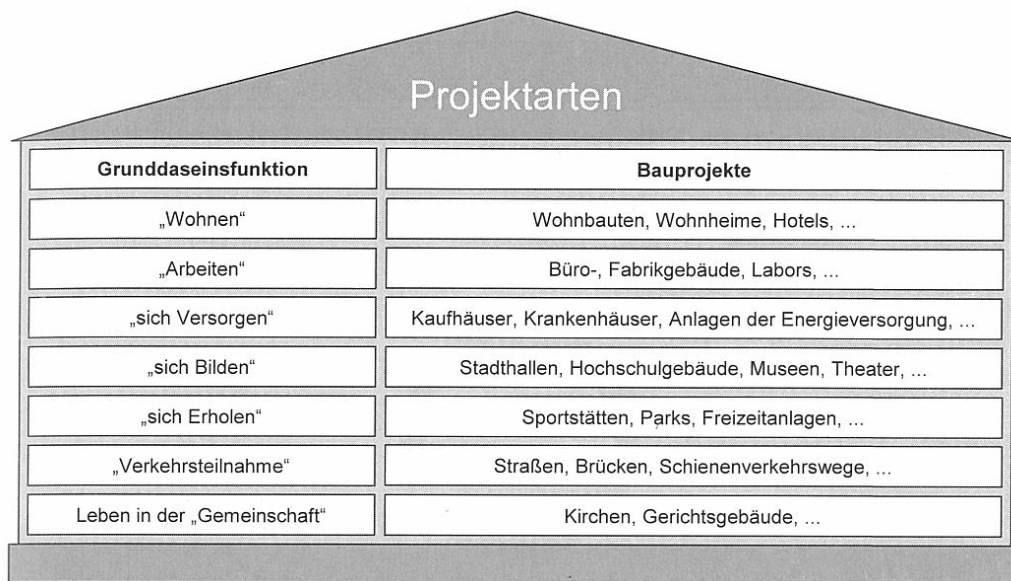 Projektarten
Grunddaseinsfunktion
Bauprojekte
„Wohnen“
Wohnbauten, Wohnheime, Hotels, ...
„Arbeiten“
Büro-, Fabrikgebäude, Labors, ...
„sich Versorgen“
Kaufhäuser, Krankenhäuser, Anlagen der Energieversorgung, ...
„sich Bilden“
Stadthallen, Hochschulgebäude, Museen, Theater, ...
„sich Erholen“
Sportstätten, Parks, Freizeitanlagen, ...
„Verkehrsteilnahme“
Straßen, Brücken, Schienenverkehrswege, ...
Leben in der „Gemeinschaft“
Kirchen, Gerichtsgebäude, ...